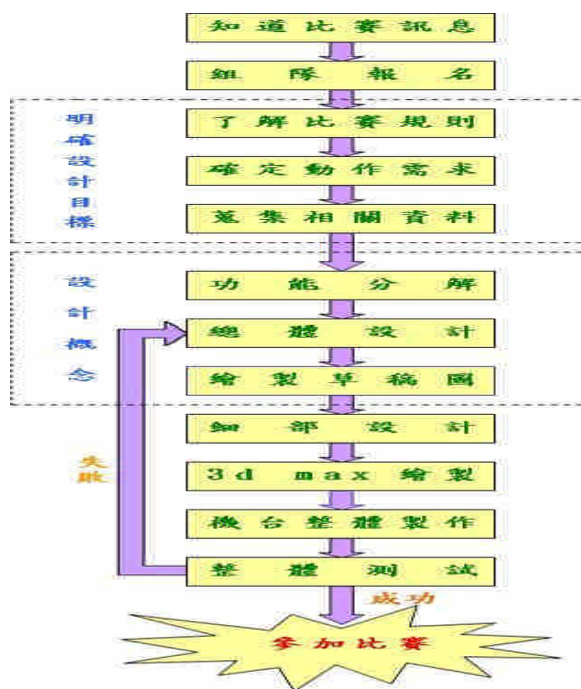 知道比賽訊息
組隊報名
明確設計目標
了解比賽規則
確定動作需求
蒐集相關資料
設計概念
功能分解
總體設計
繪製草稿圖
細部設計
失敗
3d max 繪製
機台整體製作
整體測試
成功
參加比賽